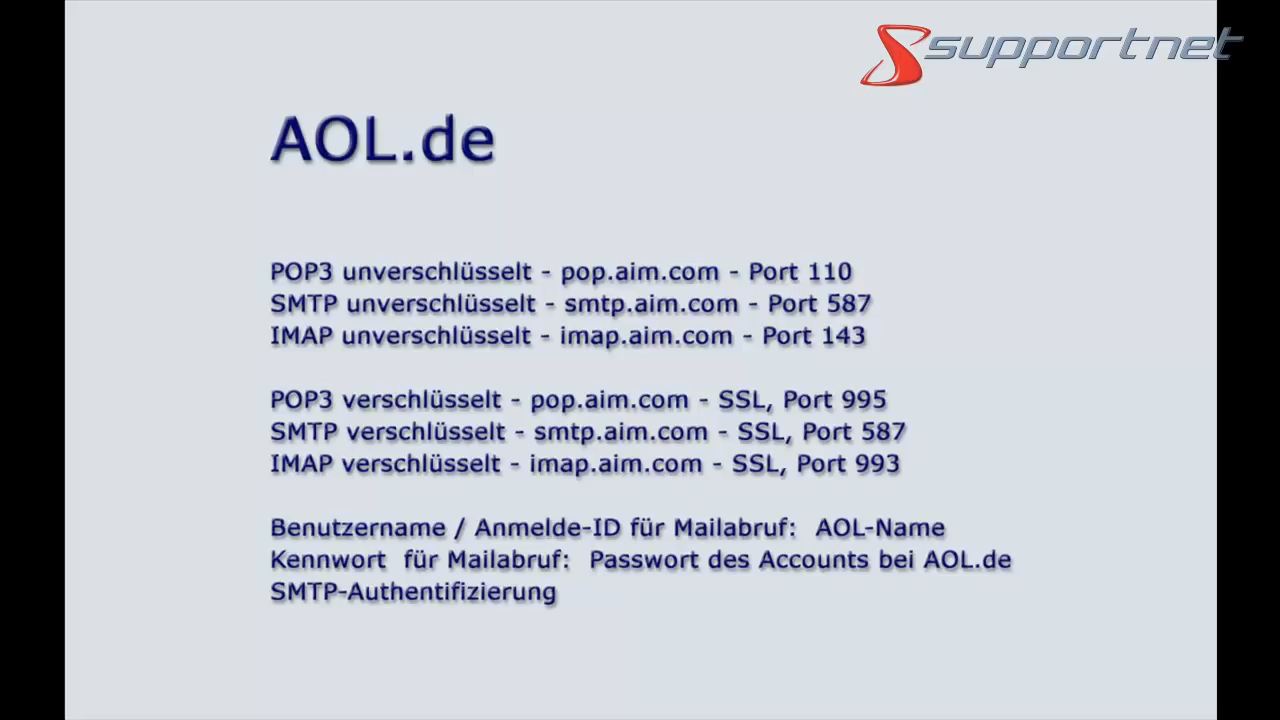 supportnet
AOL.de
POP3 unverschlüsselt - pop.aim.com - Port 110
SMTP unverschlüsselt - smtp.aim.com - Port 587
IMAP unverschlüsselt - imap.aim.com - Port 143
POP3 verschlüsselt - pop.aim.com - SSL, Port 995
SMTP verschlüsselt - smtp.aim.com - SSL, Port 587
IMAP verschlüsselt - imap.aim.com - SSL, Port 993
Benutzername / Anmelde-ID für Mailabruf: AOL-Name
Kennwort für Mailabruf: Passwort des Accounts bei AOL.de
SMTP-Authentifizierung